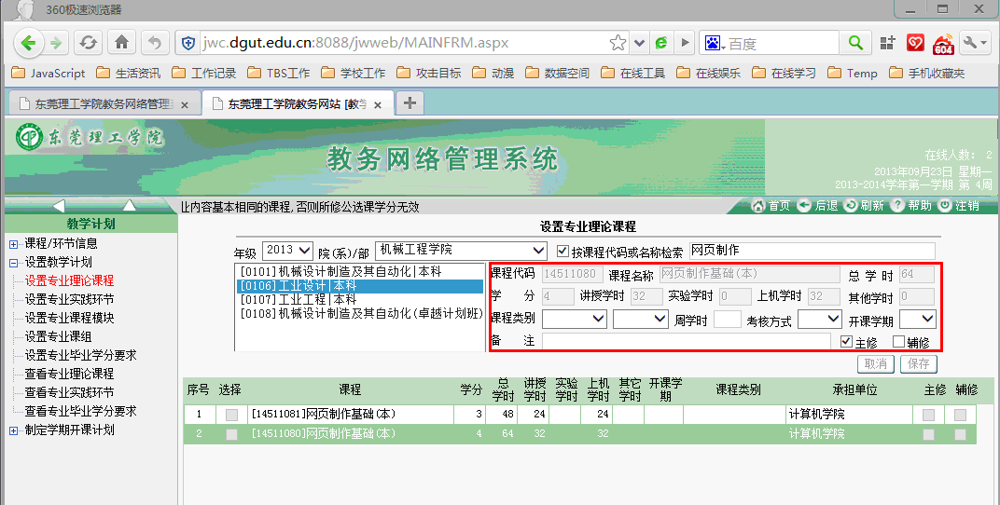 360极速浏览器
jwc.dgut.edu.cn:8088/jwweb/MAINFRM.aspx
百度
604
JavaScript 生活资讯 工作记录 TBS工作 学校工作 攻击目标 动漫 数据空间 在线工具 在线娱乐 在线学习 Temp 手机收藏夹
东莞理工学院教务网络管理
东莞理工学院教务网站 [教学
东莞理工学院
教务网络管理系统
在线人数： 2
2013年09月23日 星期一
2013-2014学年第一学期 第 4周
业内容基本相同的课程,否则所修公选课学分无效
首页 后退 刷新 帮助 注销
教学计划
课程/环节信息
设置教学计划
设置专业理论课程
设置专业实践环节
设置专业课程模块
设置专业课组
设置专业毕业学分要求
查看专业理论课程
查看专业实践环节
查看专业毕业学分要求
制定学期开课计划
设置专业理论课程
年级 2013 院(系)/部 机械工程学院 按课程代码或名称检索 网页制作
[0101]机械设计制造及其自动化|本科
[0106]工业设计|本科
[0107]工业工程|本科
[0108]机械设计制造及其自动化(卓越计划班)
课程代码 14511080 课程名称 网页制作基础(本) 总 学 时 64
学 分 4 讲授学时 32 实验学时 0 上机学时 32 其他学时 0
课程类别 周学时 考核方式 开课学期
备 注 主修 辅修
取消 保存
序号 选择 课程 学分 总学时 讲授学时 实验学时 上机学时 其它学时 开课学期 课程类别 承担单位 主修 辅修
1 [14511081]网页制作基础(本) 3 48 24 24 计算机学院
2 [14511080]网页制作基础(本) 4 64 32 32 计算机学院